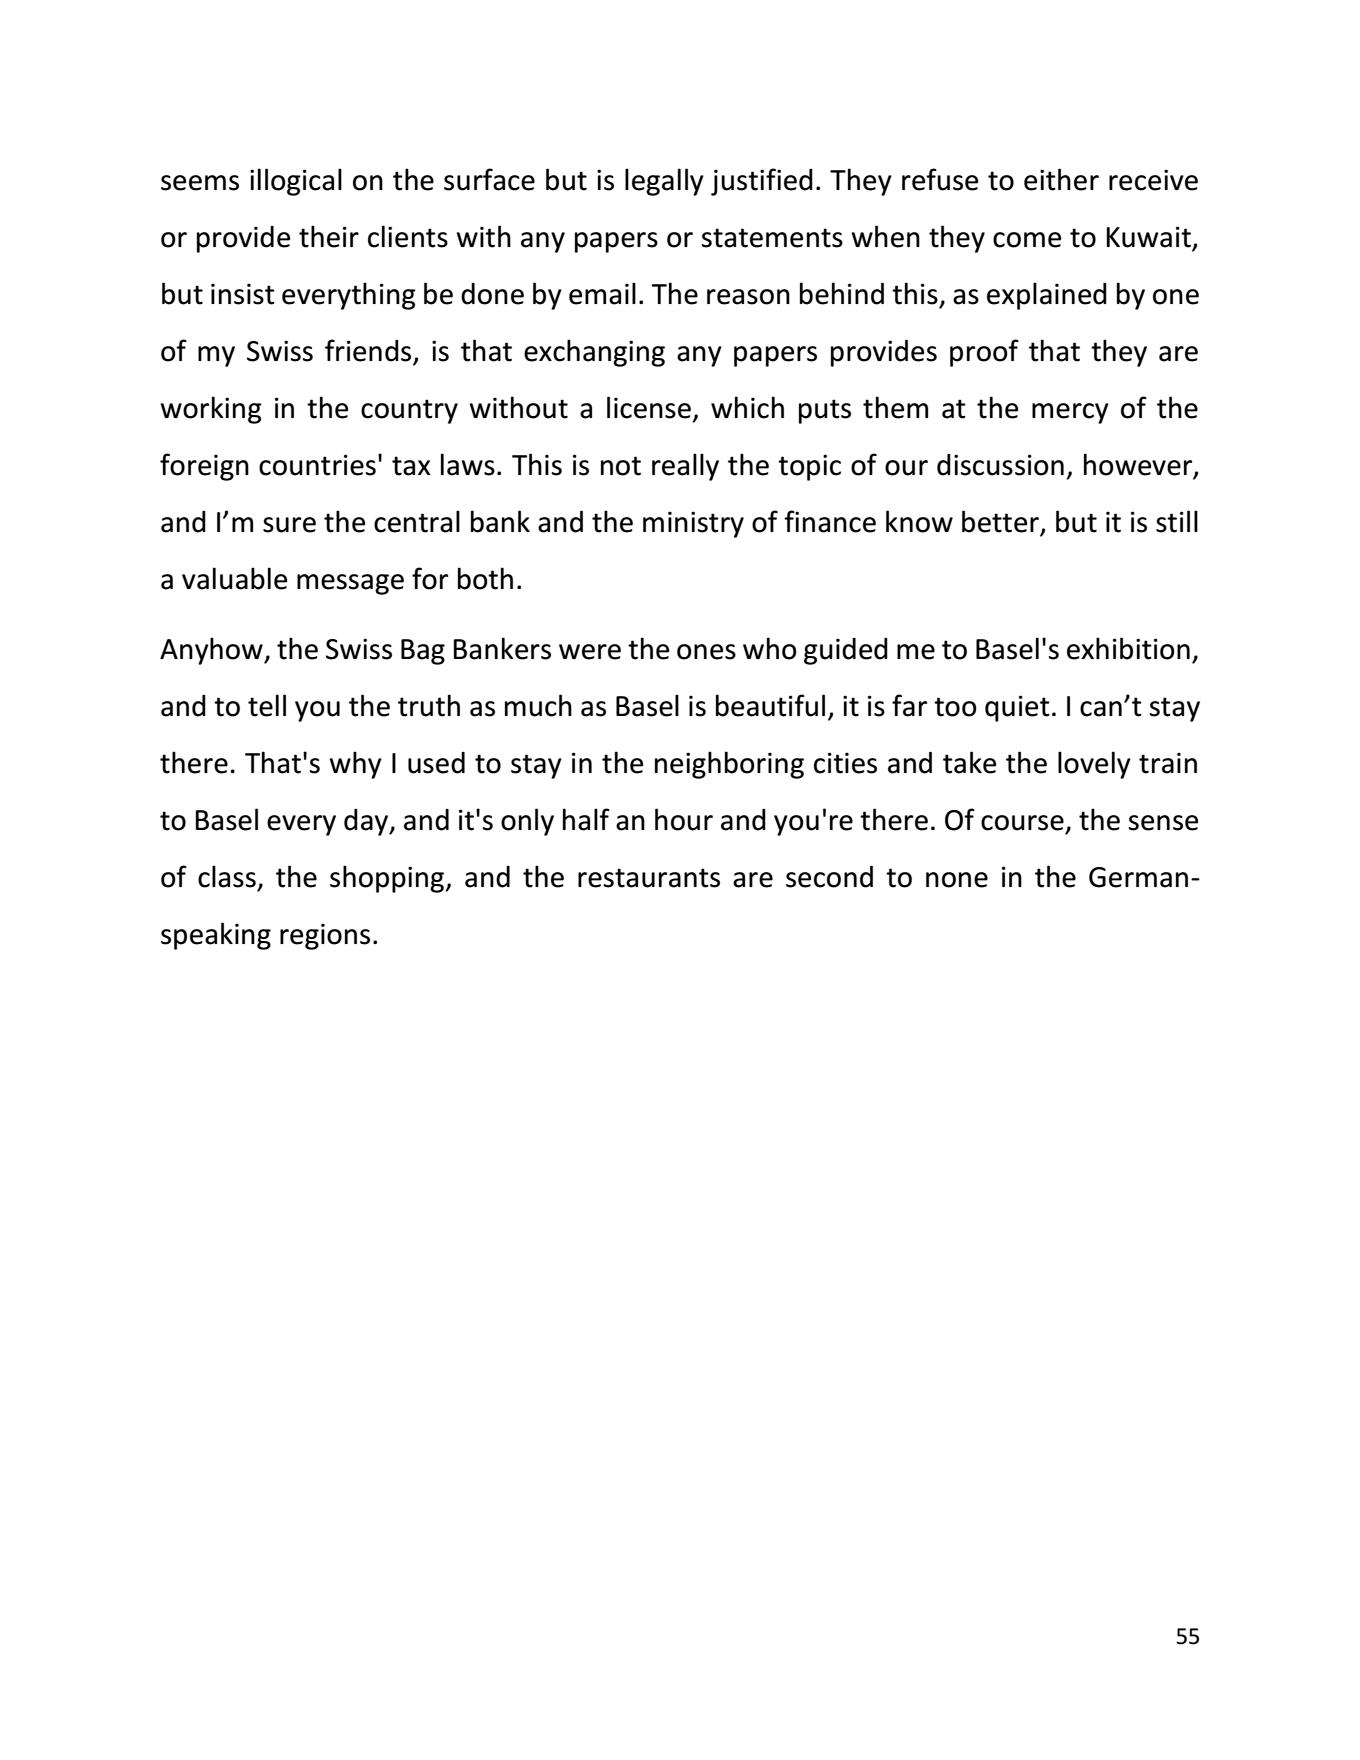 seems illogical on the surface but is legally justified. They refuse to either receive
or provide their clients with any papers or statements when they come to Kuwait,
but insist everything be done by email. The reason behind this, as explained by one
of my Swiss friends, is that exchanging any papers provides proof that they are
working in the country without a license, which puts them at the mercy of the
foreign countries' tax laws. This is not really the topic of our discussion, however,
and I’m sure the central bank and the ministry of finance know better, but it is still
a valuable message for both.
Anyhow, the Swiss Bag Bankers were the ones who guided me to Basel's exhibition,
and to tell you the truth as much as Basel is beautiful, it is far too quiet. I can’t stay
there. That's why I used to stay in the neighboring cities and take the lovely train
to Basel every day, and it's only half an hour and you're there. Of course, the sense
of class, the shopping, and the restaurants are second to none in the German-
speaking regions.
55